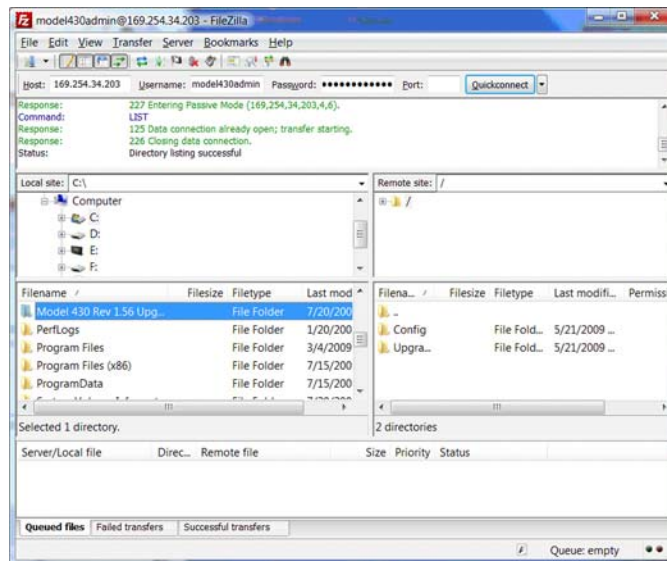 model430admin@169.254.34.203 - FileZilla
File Edit View Transfer Server Bookmarks Help
Host: 169.254.34.203 Username: model430admin Password: ●●●●●●●●●●●● Port: Quickconnect
Response: 227 Entering Passive Mode (169,254,34,203,4,6).
Command: LIST
Response: 125 Data connection already open; transfer starting.
Response: 226 Closing data connection.
Status: Directory listing successful
Local site: C:\
Computer
C:
D:
E:
F:
Remote site: /
/
Filename / Filesize Filetype Last mod
Model 430 Rev 1.56 Upg... File Folder 7/20/200
PerfLogs File Folder 1/20/200
Program Files File Folder 3/4/2009
Program Files (x86) File Folder 7/15/200
ProgramData File Folder 7/15/200
Selected 1 directory.
Filena... / Filesize Filetype Last modifi... Permiss
..
Config File Fold... 5/21/2009 ...
Upgra... File Fold... 5/21/2009 ...
2 directories
Server/Local file Direc... Remote file Size Priority Status
Queued files Failed transfers Successful transfers
Queue: empty